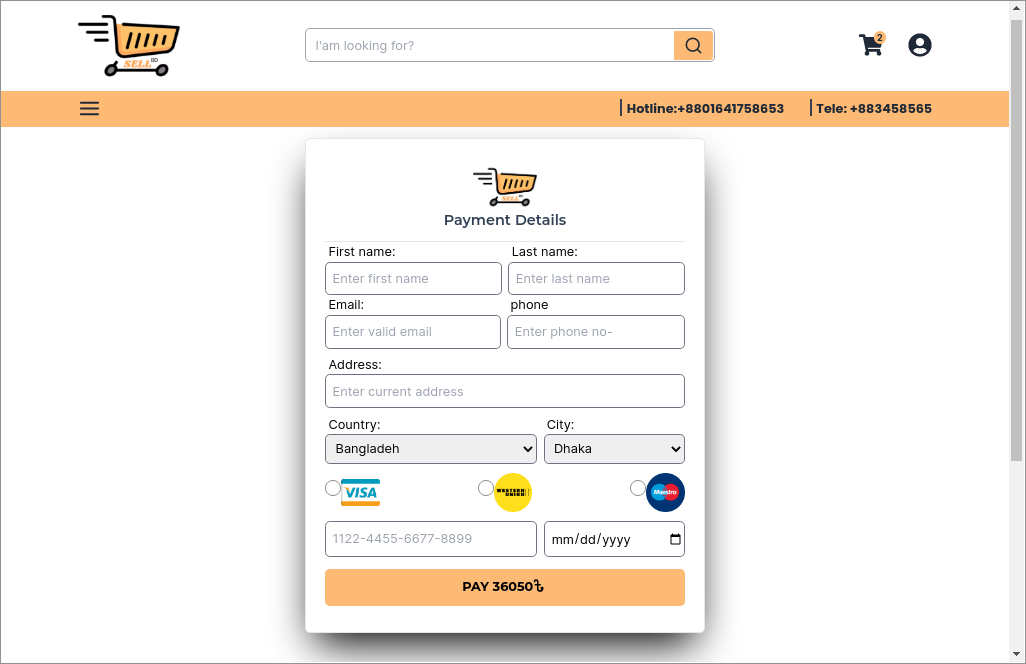 SELL BD
I'am looking for?
2
Hotline:+8801641758653
Tele: +883458565
SELL BD
Payment Details
First name: Last name:
Enter first name Enter last name
Email: phone
Enter valid email Enter phone no-
Address:
Enter current address
Country: City:
Bangladeh Dhaka
VISA WESTERN UNION Maestro
1122-4455-6677-8899 mm/dd/yyyy
PAY 36050৳